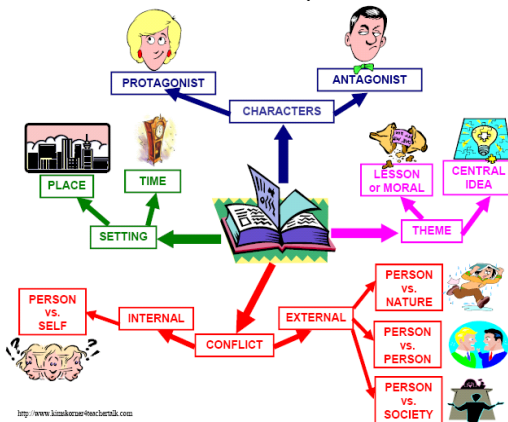 PROTAGONIST
ANTAGONIST
CHARACTERS
PLACE
TIME
SETTING
LESSON
or MORAL
CENTRAL
IDEA
THEME
PERSON
vs.
SELF
INTERNAL
CONFLICT
EXTERNAL
PERSON
vs.
NATURE
PERSON
vs.
PERSON
PERSON
vs.
SOCIETY
http://www.kimskorner4teachertalk.com